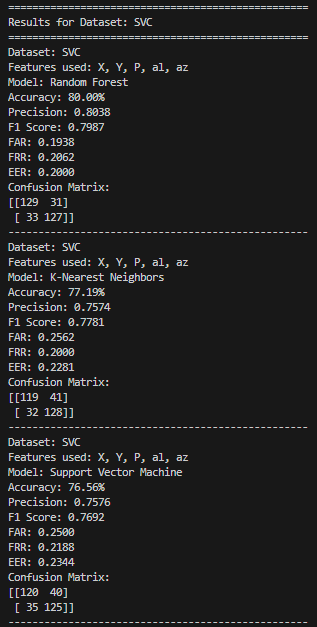 ==================================================
Results for Dataset: SVC
==================================================
Dataset: SVC
Features used: X, Y, P, al, az
Model: Random Forest
Accuracy: 80.00%
Precision: 0.8038
F1 Score: 0.7987
FAR: 0.1938
FRR: 0.2062
EER: 0.2000
Confusion Matrix:
[[129  31]
 [ 33 127]]
--------------------------------------------------
Dataset: SVC
Features used: X, Y, P, al, az
Model: K-Nearest Neighbors
Accuracy: 77.19%
Precision: 0.7574
F1 Score: 0.7781
FAR: 0.2562
FRR: 0.2000
EER: 0.2281
Confusion Matrix:
[[119  41]
 [ 32 128]]
--------------------------------------------------
Dataset: SVC
Features used: X, Y, P, al, az
Model: Support Vector Machine
Accuracy: 76.56%
Precision: 0.7576
F1 Score: 0.7692
FAR: 0.2500
FRR: 0.2188
EER: 0.2344
Confusion Matrix:
[[120  40]
 [ 35 125]]
--------------------------------------------------